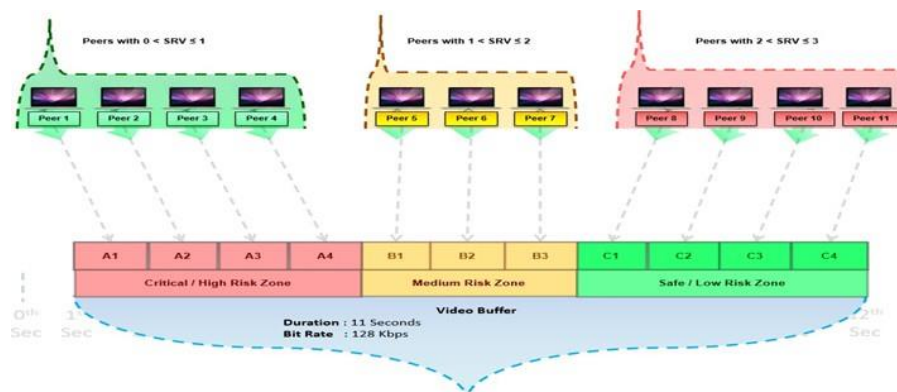 Peers with 0 < SRV ≤ 1
Peers with 1 < SRV ≤ 2
Peers with 2 < SRV ≤ 3
Peer 1
Peer 2
Peer 3
Peer 4
Peer 5
Peer 6
Peer 7
Peer 8
Peer 9
Peer 10
Peer 11
A1
A2
A3
A4
B1
B2
B3
C1
C2
C3
C4
Critical / High Risk Zone
Medium Risk Zone
Safe / Low Risk Zone
Video Buffer
Duration : 11 Seconds
Bit Rate : 128 Kbps
0th
Sec
Sec
Sec